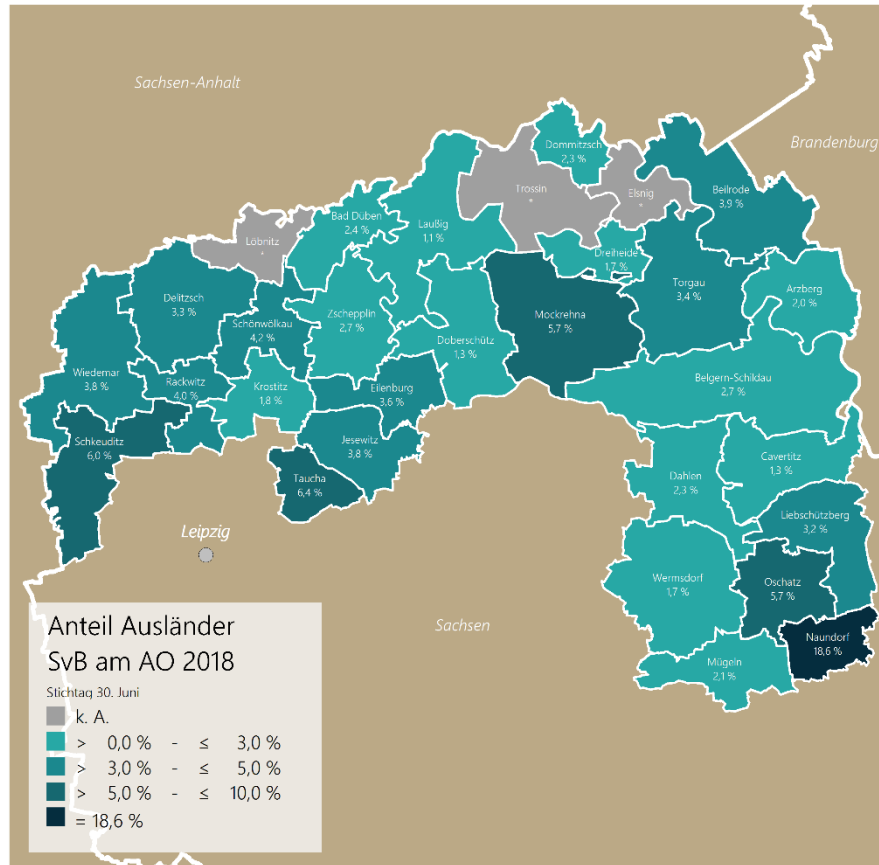 Sachsen-Anhalt
Brandenburg
Dommitzsch
2,3 %
Trossin
*
Elsnig
*
Beilrode
3,9 %
Bad Düben
2,4 %
Laußig
1,1 %
Löbnitz
*
Dreiheide
1,7 %
Torgau
3,4 %
Arzberg
2,0 %
Delitzsch
3,3 %
Schönwölkau
4,2 %
Zschepplin
2,7 %
Mockrehna
5,7 %
Doberschütz
1,3 %
Wiedemar
3,8 %
Rackwitz
4,0 %
Krostitz
1,8 %
Eilenburg
3,6 %
Belgern-Schildau
2,7 %
Schkeuditz
6,0 %
Jesewitz
3,8 %
Taucha
6,4 %
Dahlen
2,3 %
Cavertitz
1,3 %
Liebschützberg
3,2 %
Leipzig
Wermsdorf
1,7 %
Oschatz
5,7 %
Sachsen
Naundorf
18,6 %
Mügeln
2,1 %
Anteil Ausländer
SvB am AO 2018
Stichtag 30. Juni
k. A.
> 0,0 % - ≤ 3,0 %
> 3,0 % - ≤ 5,0 %
> 5,0 % - ≤ 10,0 %
= 18,6 %